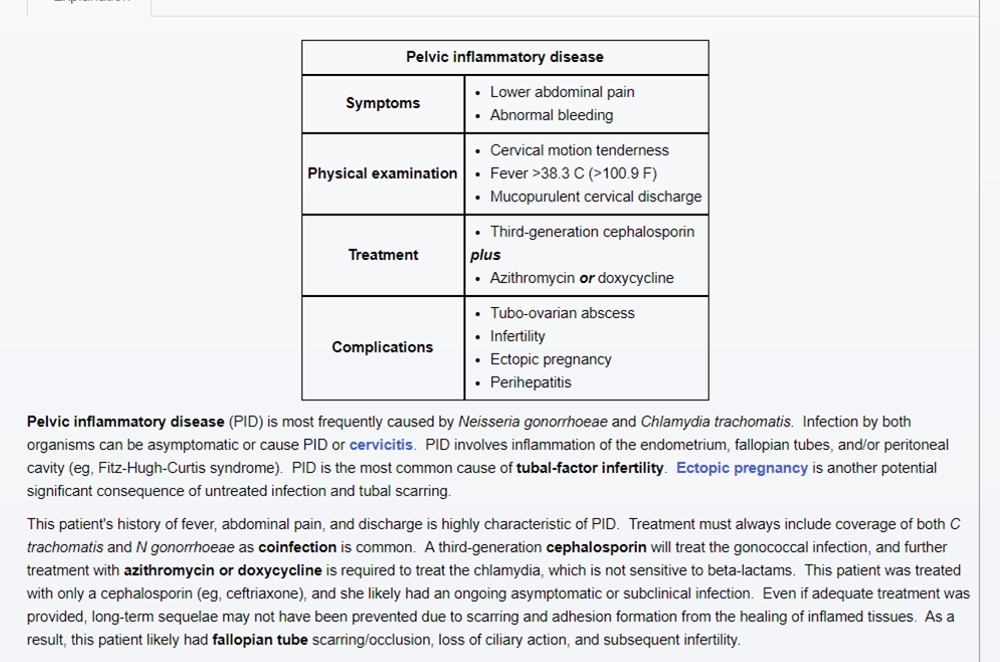 Explanation
Pelvic inflammatory disease
Symptoms
• Lower abdominal pain
• Abnormal bleeding
Physical examination
• Cervical motion tenderness
• Fever >38.3 C (>100.9 F)
• Mucopurulent cervical discharge
Treatment
• Third-generation cephalosporin
plus
• Azithromycin or doxycycline
Complications
• Tubo-ovarian abscess
• Infertility
• Ectopic pregnancy
• Perihepatitis
Pelvic inflammatory disease (PID) is most frequently caused by Neisseria gonorrhoeae and Chlamydia trachomatis. Infection by both
organisms can be asymptomatic or cause PID or cervicitis. PID involves inflammation of the endometrium, fallopian tubes, and/or peritoneal
cavity (eg, Fitz-Hugh-Curtis syndrome). PID is the most common cause of tubal-factor infertility. Ectopic pregnancy is another potential
significant consequence of untreated infection and tubal scarring.
This patient's history of fever, abdominal pain, and discharge is highly characteristic of PID. Treatment must always include coverage of both C
trachomatis and N gonorrhoeae as coinfection is common. A third-generation cephalosporin will treat the gonococcal infection, and further
treatment with azithromycin or doxycycline is required to treat the chlamydia, which is not sensitive to beta-lactams. This patient was treated
with only a cephalosporin (eg, ceftriaxone), and she likely had an ongoing asymptomatic or subclinical infection. Even if adequate treatment was
provided, long-term sequelae may not have been prevented due to scarring and adhesion formation from the healing of inflamed tissues. As a
result, this patient likely had fallopian tube scarring/occlusion, loss of ciliary action, and subsequent infertility.